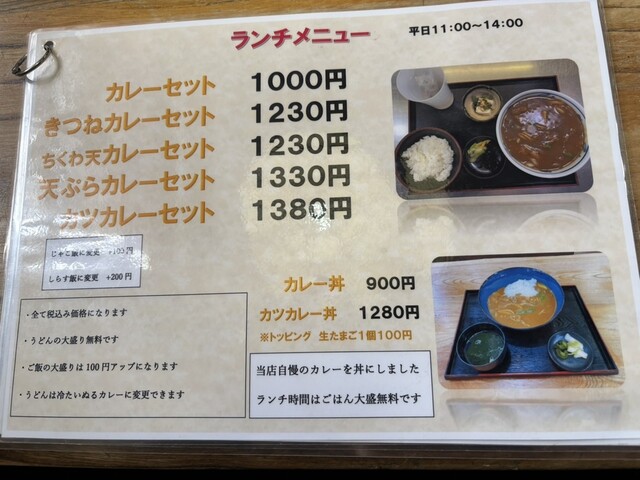 ランチメニュー 平日11:00～14:00
カレーセット 1000円
きつねカレーセット 1230円
ちくわ天カレーセット 1230円
天ぷらカレーセット 1330円
カツカレーセット 1380円
じゃこ飯に変更 +100円
しらす飯に変更 +200円
・全て税込み価格になります
・うどんの大盛り無料です
・ご飯の大盛りは100円アップになります
・うどんは冷たいぬるカレーに変更できます
カレー丼 900円
カツカレー丼 1280円
※トッピング 生たまご1個100円
当店自慢のカレーを丼にしました
ランチ時間はごはん大盛無料です